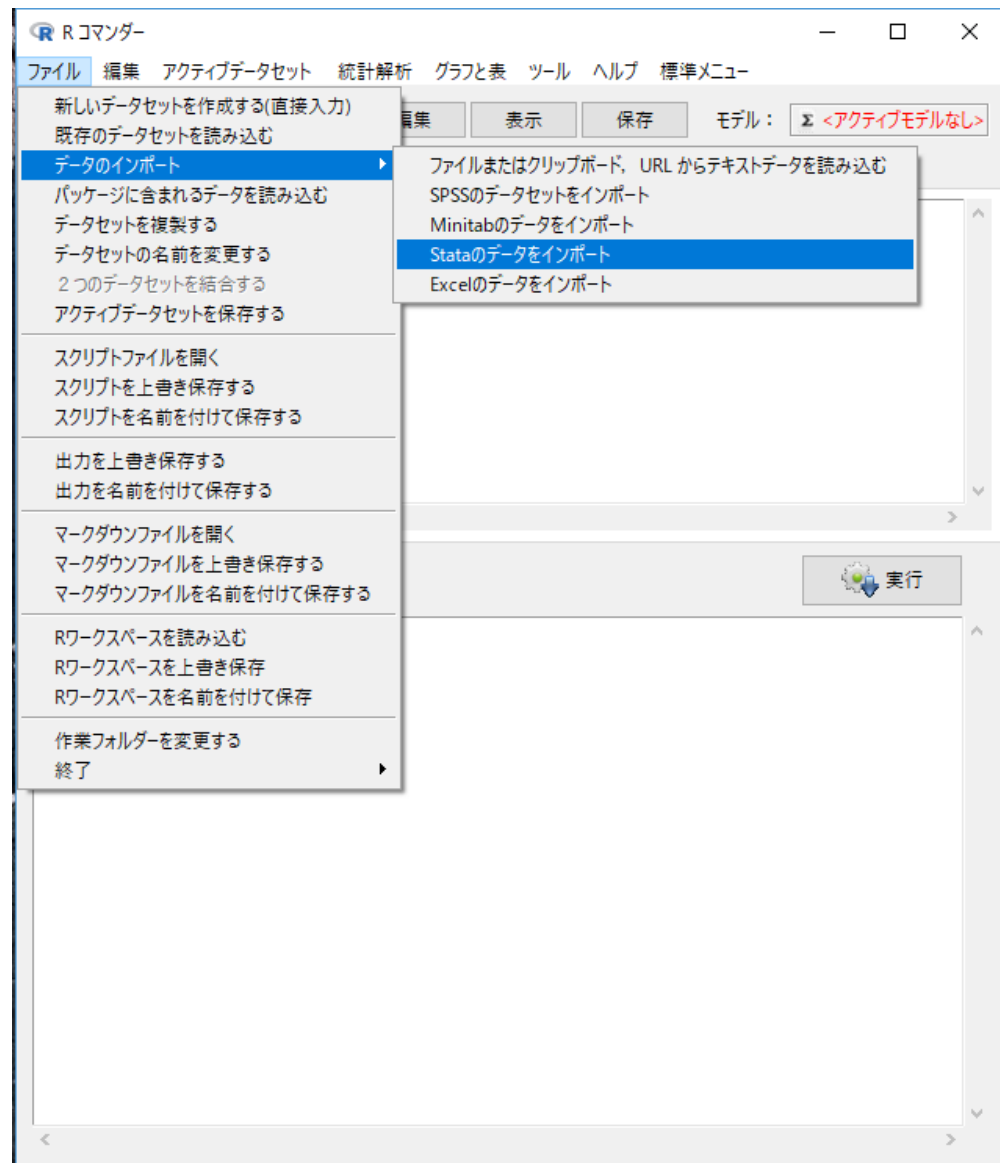 R コマンダー
ファイル 編集 アクティブデータセット 統計解析 グラフと表 ツール ヘルプ 標準メニュー
編集 表示 保存 モデル： Σ <アクティブモデルなし>
新しいデータセットを作成する(直接入力)
既存のデータセットを読み込む
データのインポート
パッケージに含まれるデータを読み込む
データセットを複製する
データセットの名前を変更する
２つのデータセットを結合する
アクティブデータセットを保存する
スクリプトファイルを開く
スクリプトを上書き保存する
スクリプトを名前を付けて保存する
出力を上書き保存する
出力を名前を付けて保存する
マークダウンファイルを開く
マークダウンファイルを上書き保存する
マークダウンファイルを名前を付けて保存する
Rワークスペースを読み込む
Rワークスペースを上書き保存
Rワークスペースを名前を付けて保存
作業フォルダーを変更する
終了
ファイルまたはクリップボード，URL からテキストデータを読み込む
SPSSのデータセットをインポート
Minitabのデータをインポート
Stataのデータをインポート
Excelのデータをインポート
実行